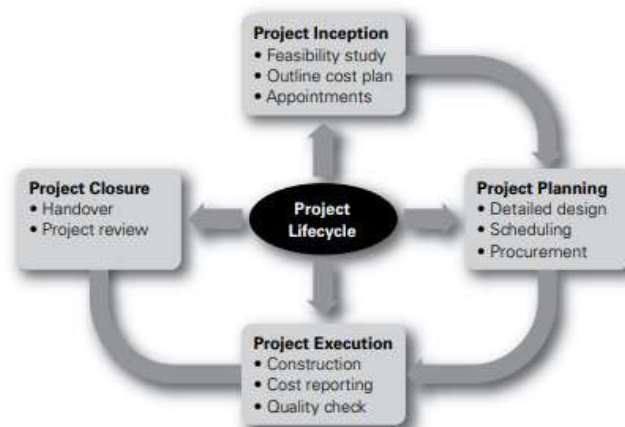 Project Inception
• Feasibility study
• Outline cost plan
• Appointments
Project Closure
• Handover
• Project review
Project
Lifecycle
Project Planning
• Detailed design
• Scheduling
• Procurement
Project Execution
• Construction
• Cost reporting
• Quality check